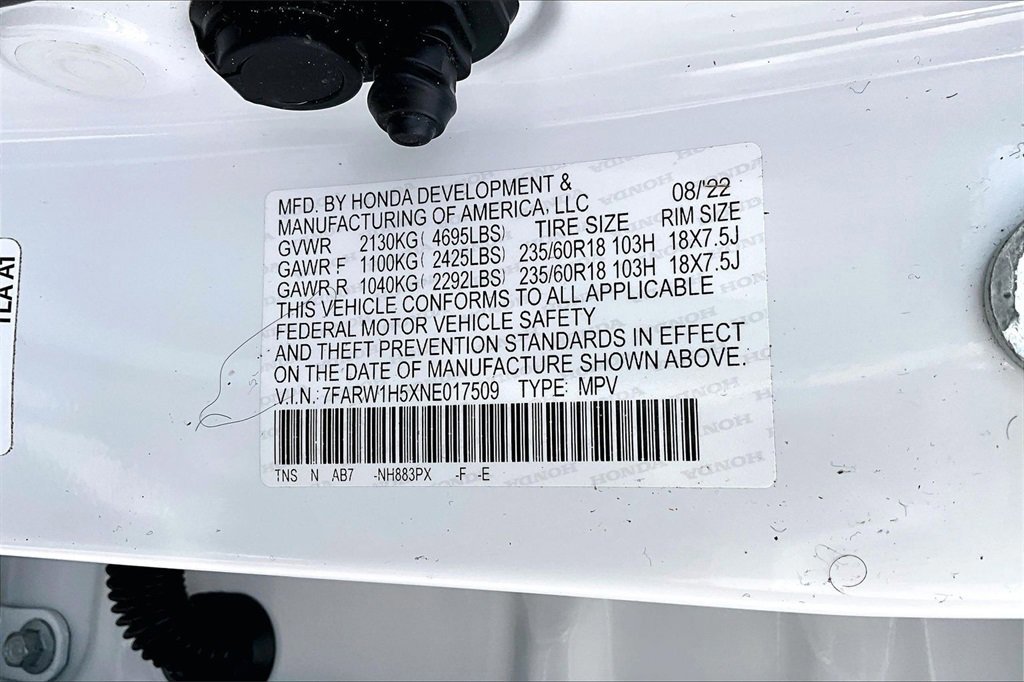 MFD. BY HONDA DEVELOPMENT & 08/'22
MANUFACTURING OF AMERICA, LLC
GVWR 2130KG( 4695LBS) TIRE SIZE RIM SIZE
GAWR F 1100KG( 2425LBS) 235/60R18 103H 18X7.5J
GAWR R 1040KG( 2292LBS) 235/60R18 103H 18X7.5J
THIS VEHICLE CONFORMS TO ALL APPLICABLE
FEDERAL MOTOR VEHICLE SAFETY
AND THEFT PREVENTION STANDARDS IN EFFECT
ON THE DATE OF MANUFACTURE SHOWN ABOVE.
V.I.N.: 7FARW1H5XNE017509 TYPE: MPV
TNS N AB7 -NH883PX -F -E
TLA A1